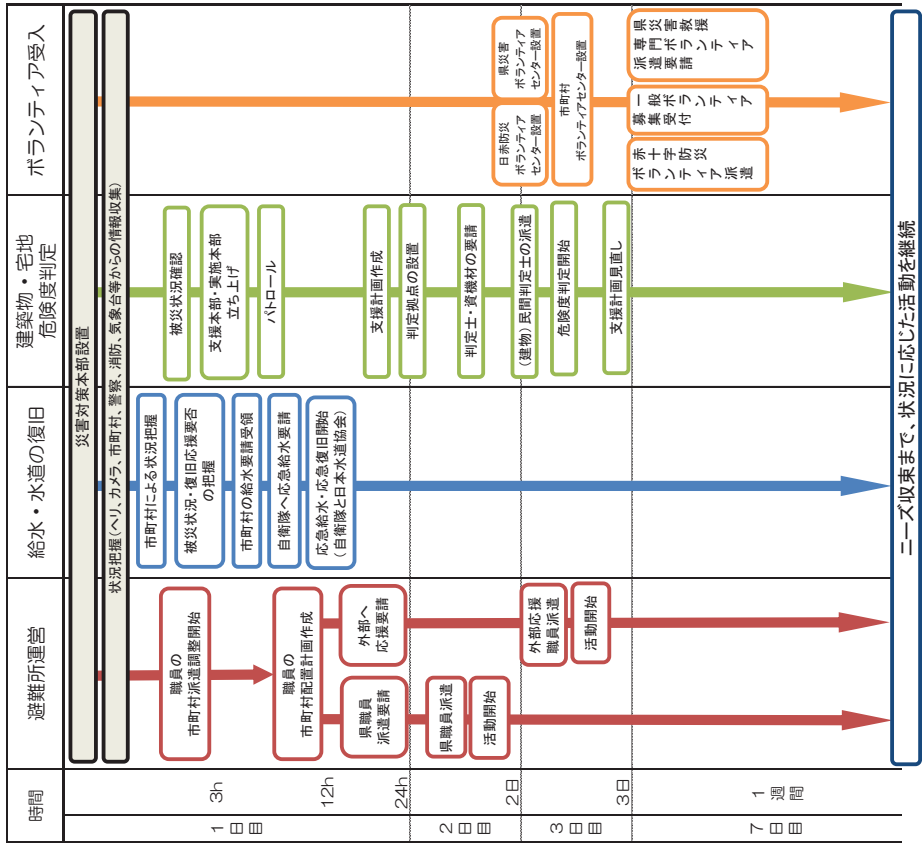 時間
避難所運営
給水・水道の復旧
建築物・宅地
危険度判定
ボランティア受入
災害対策本部設置
状況把握(ヘリ、カメラ、市町村、警察、消防、気象台等からの情報収集)
1日目
3h
12h
24h
2日目
2日
3日目
3日
7日目
1週間
職員の
市町村派遣調整開始
職員の
市町村配置計画作成
県職員
派遣要請
外部へ
応援要請
県職員派遣
活動開始
外部応援
職員派遣
活動開始
市町村による状況把握
被災状況・復旧応援要否
の把握
市町村の給水要請受領
自衛隊へ応急給水要請
応急給水・応急復旧開始
(自衛隊と日本水道協会)
被災状況確認
支援本部・実施本部
立ち上げ
パトロール
支援計画作成
判定拠点の設置
判定士・資機材の要請
(建物)民間判定士の派遣
危険度判定開始
支援計画見直し
日赤防災
ボランティア
センター設置
県災害
ボランティア
センター設置
市町村
ボランティアセンター設置
赤十字防災
ボランティア派遣
一般ボランティア
募集受付
県災害救援
専門ボランティア
派遣要請
ニーズ収束まで、状況に応じた活動を継続